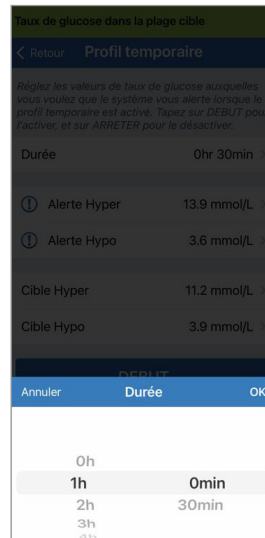 Taux de glucose dans la plage cible
< Retour Profil temporaire
Réglez les valeurs de taux de glucose auxquelles
vous voulez que le système vous alerte lorsque le
profil temporaire est activé. Tapez sur DEBUT pou
l'activer, et sur ARRETER pour le désactiver.
Durée 0hr 30min >
Alerte Hyper 13.9 mmol/L >
Alerte Hypo 3.6 mmol/L >
Cible Hyper 11.2 mmol/L >
Cible Hypo 3.9 mmol/L >
DEBUT
Annuler Durée OK
0h
1h 0min
2h 30min
3h
4h